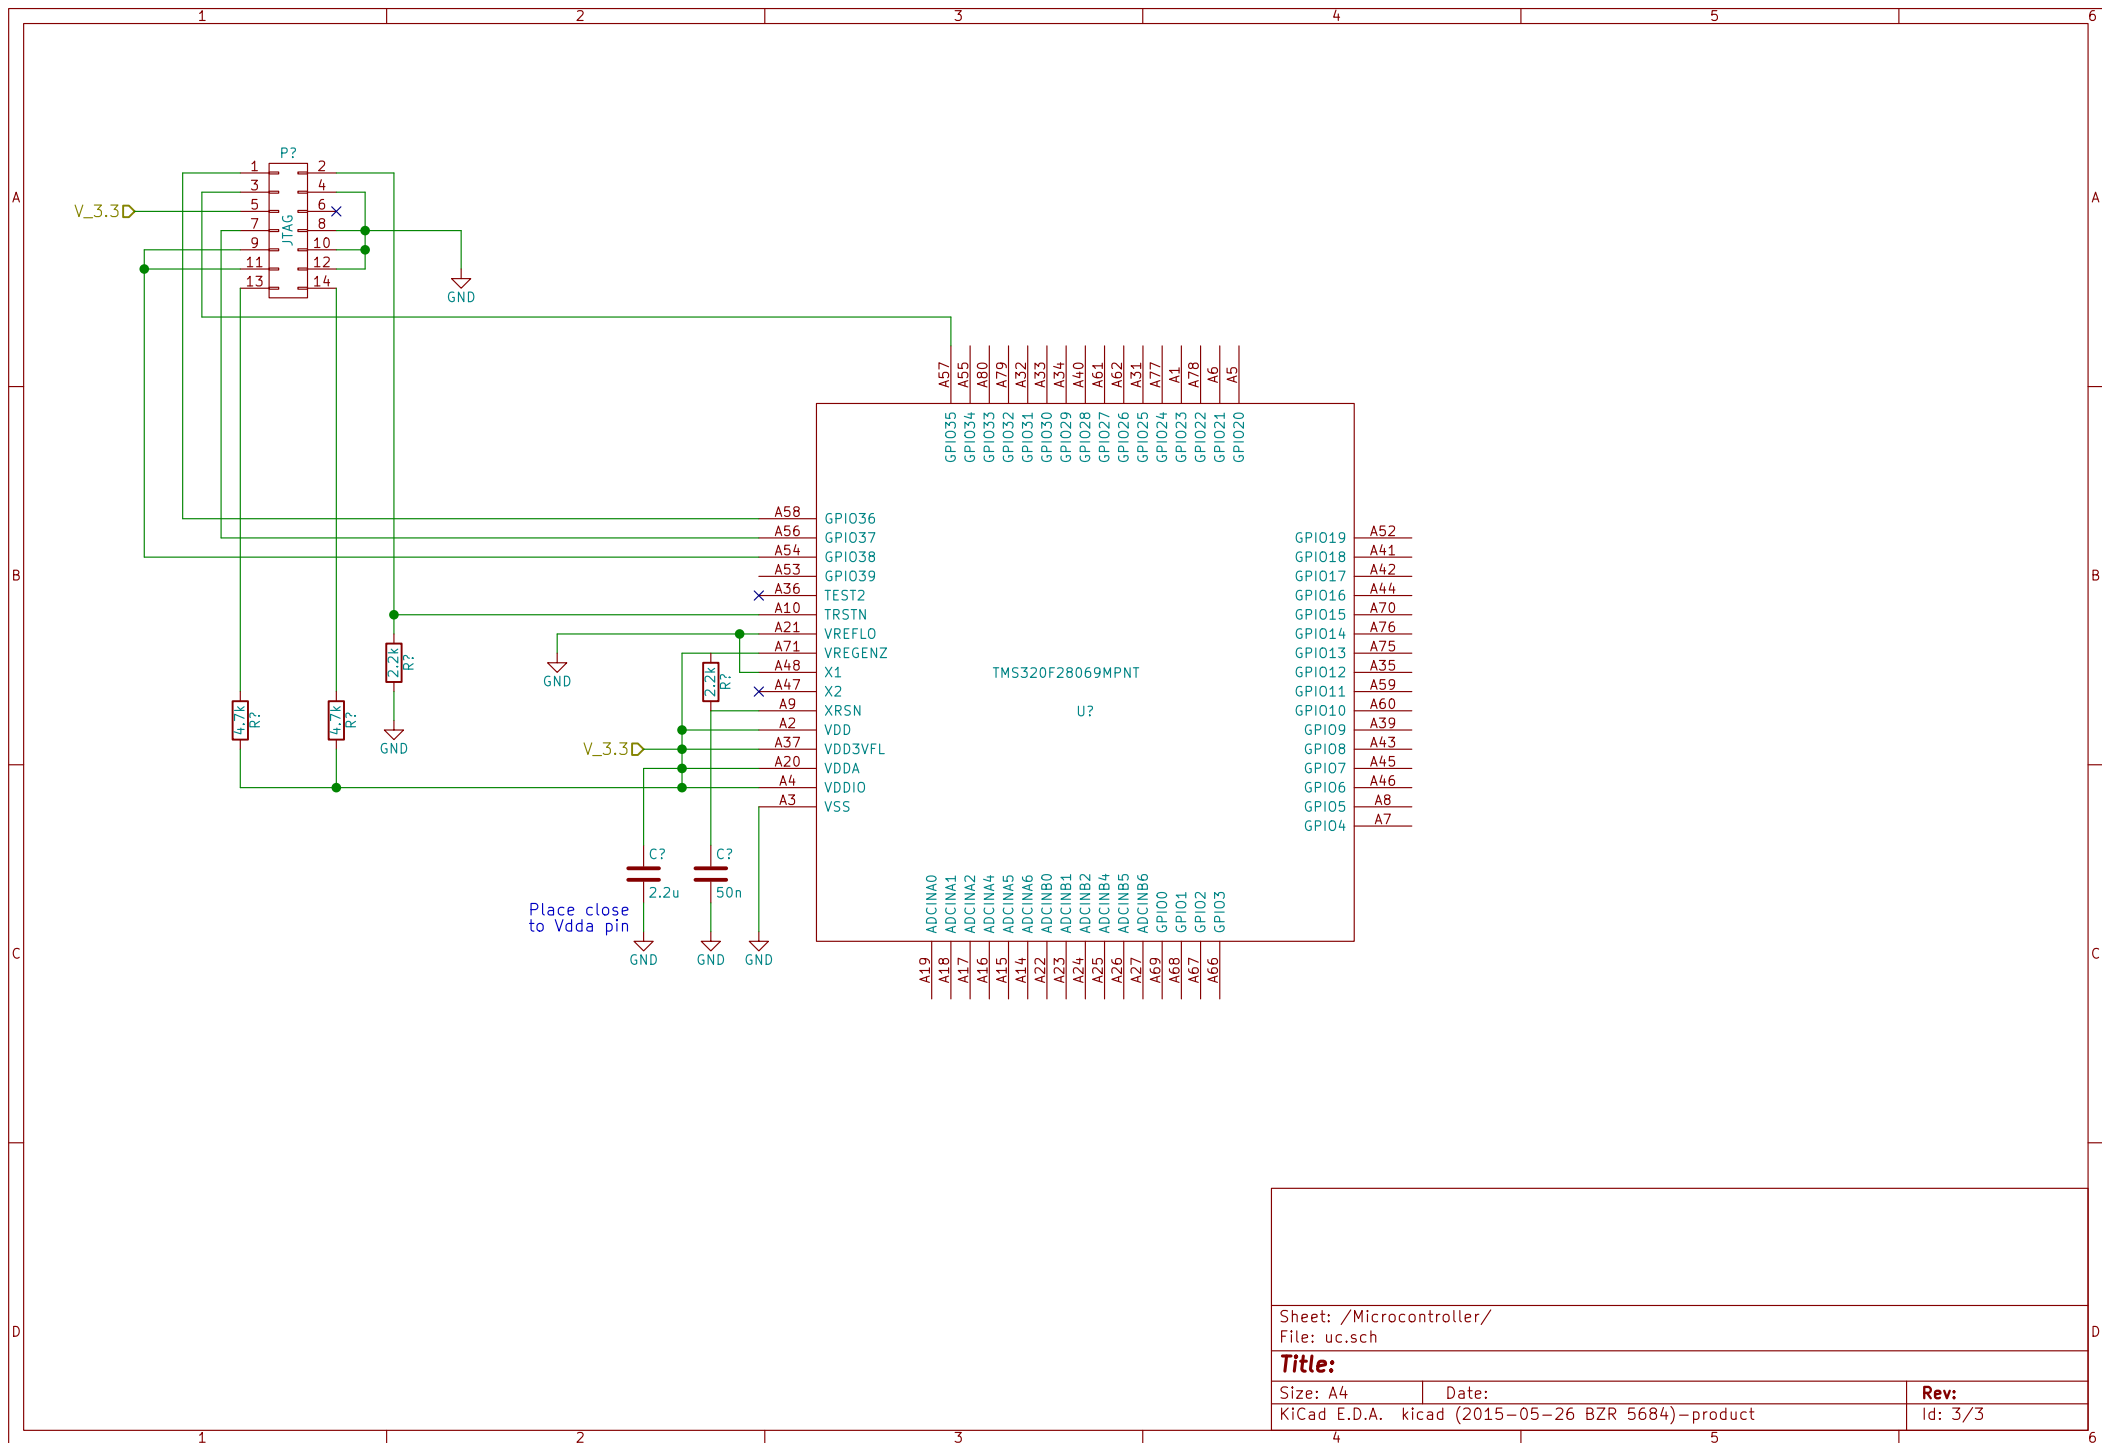 1 2 3 4 5 6
A A
B B
C C
D D
P?
1 2
3 4
5 6
7 8
9 10
11 12
13 14
JTAG
V_3.3
GND
A57 A55 A80 A79 A32 A33 A34 A40 A61 A62 A31 A77 A1 A78 A6 A5
GPIO35 GPIO34 GPIO33 GPIO32 GPIO31 GPIO30 GPIO29 GPIO28 GPIO27 GPIO26 GPIO25 GPIO24 GPIO23 GPIO22 GPIO21 GPIO20
A58 GPIO36
A56 GPIO37
A54 GPIO38
A53 GPIO39
A36 TEST2
A10 TRSTN
A21 VREFLO
A71 VREGENZ
A48 X1
A47 X2
A9 XRSN
A2 VDD
A37 VDD3VFL
A20 VDDA
A4 VDDIO
A3 VSS
GPIO19 A52
GPIO18 A41
GPIO17 A42
GPIO16 A44
GPIO15 A70
GPIO14 A76
GPIO13 A75
GPIO12 A35
GPIO11 A59
GPIO10 A60
GPIO9 A39
GPIO8 A43
GPIO7 A45
GPIO6 A46
GPIO5 A8
GPIO4 A7
TMS320F28069MPNT
U?
2.2k R?
GND
GND
2.2k R?
4.7k R?
4.7k R?
V_3.3
C? 2.2u
C? 50n
Place close
to Vdda pin
GND GND GND
ADCINA0 ADCINA1 ADCINA2 ADCINA4 ADCINA5 ADCINA6 ADCINB0 ADCINB1 ADCINB2 ADCINB4 ADCINB5 ADCINB6 GPIO0 GPIO1 GPIO2 GPIO3
A19 A18 A17 A16 A15 A14 A22 A23 A24 A25 A26 A27 A69 A68 A67 A66
Sheet: /Microcontroller/
File: uc.sch
Title:
Size: A4 Date: Rev:
KiCad E.D.A. kicad (2015-05-26 BZR 5684)-product Id: 3/3
1 2 3 4 5 6